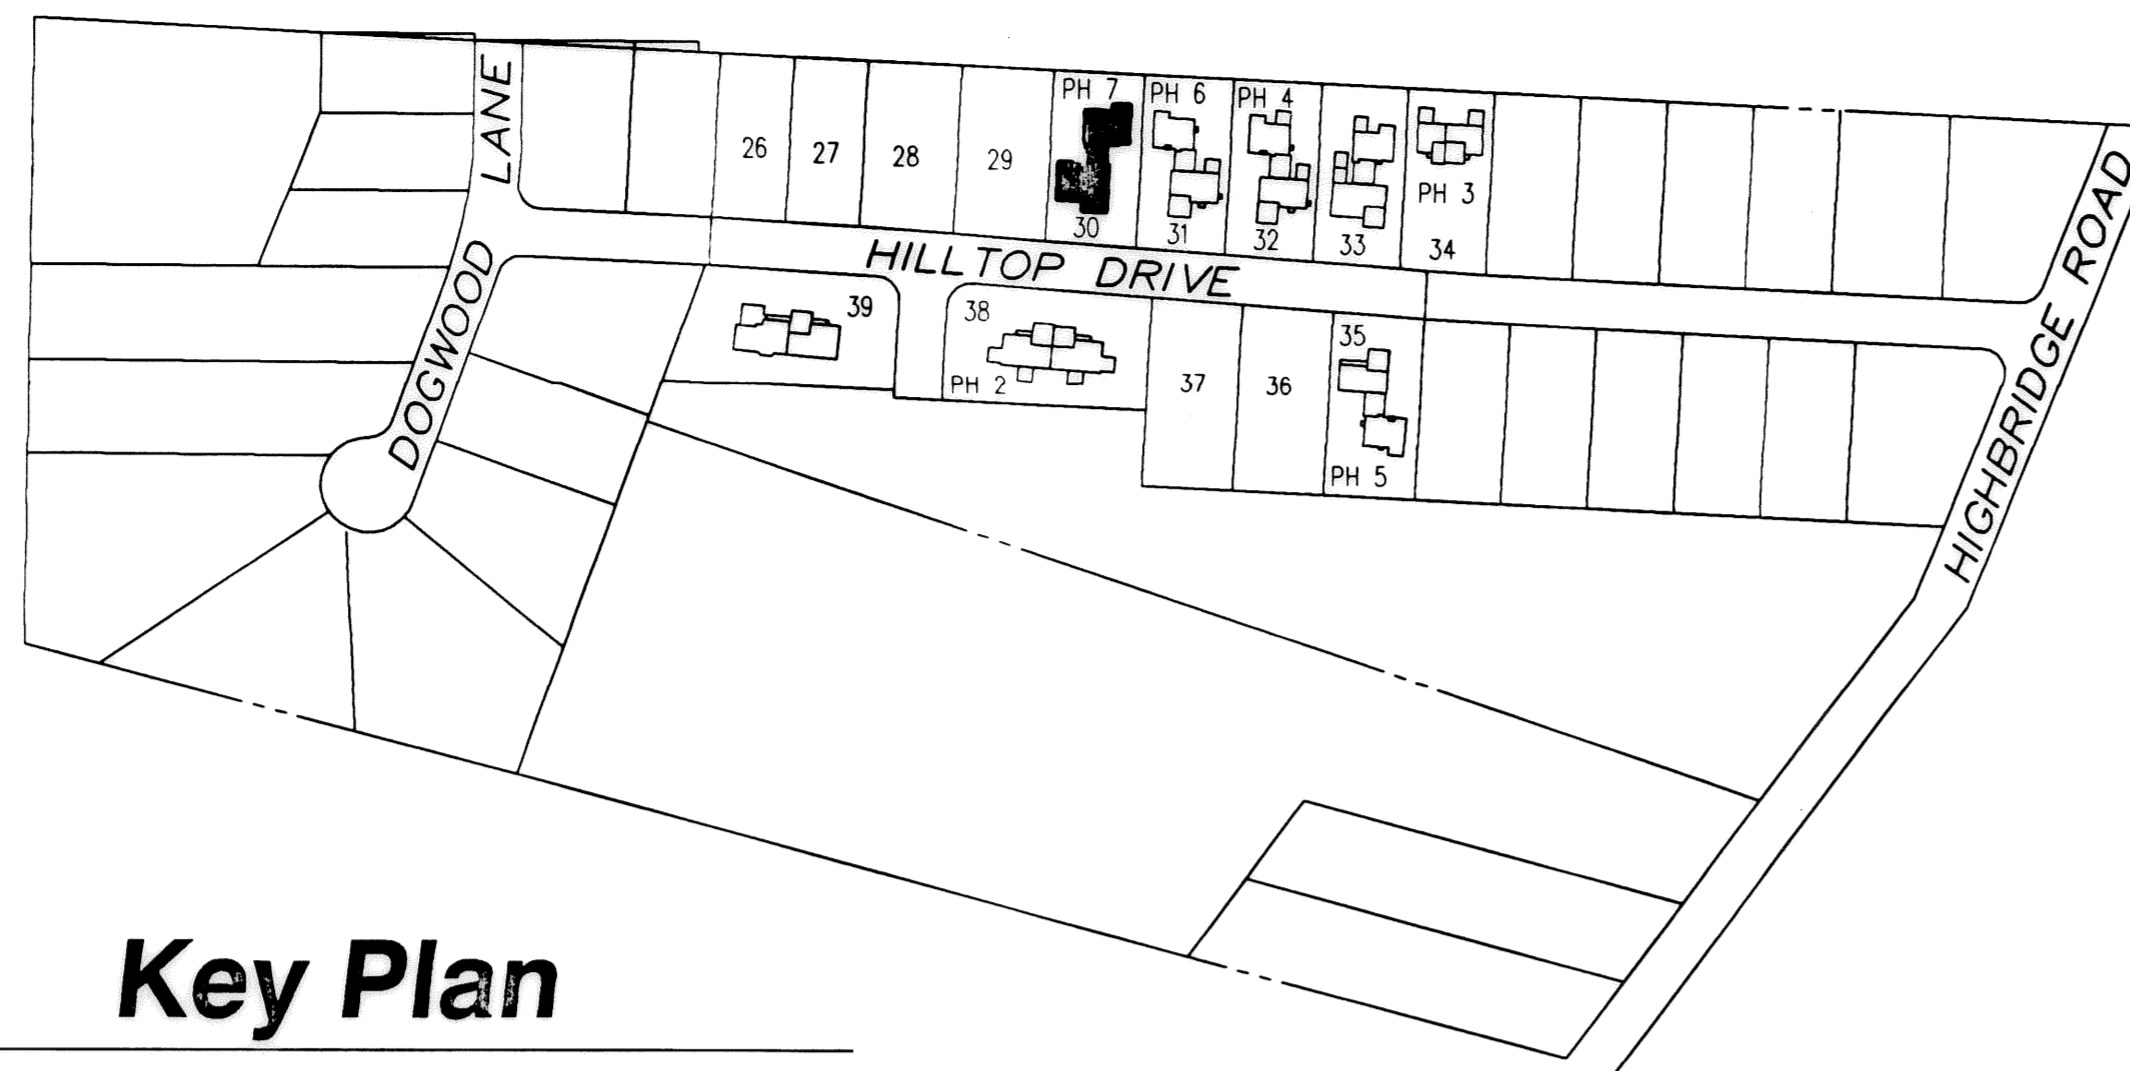 LANE
DOGWOOD
PH 7
PH 6
PH 4
26
27
28
29
30
31
32
33
PH 3
34
HILLTOP DRIVE
39
38
PH 2
37
36
35
PH 5
HIGHBRIDGE ROAD
Key Plan